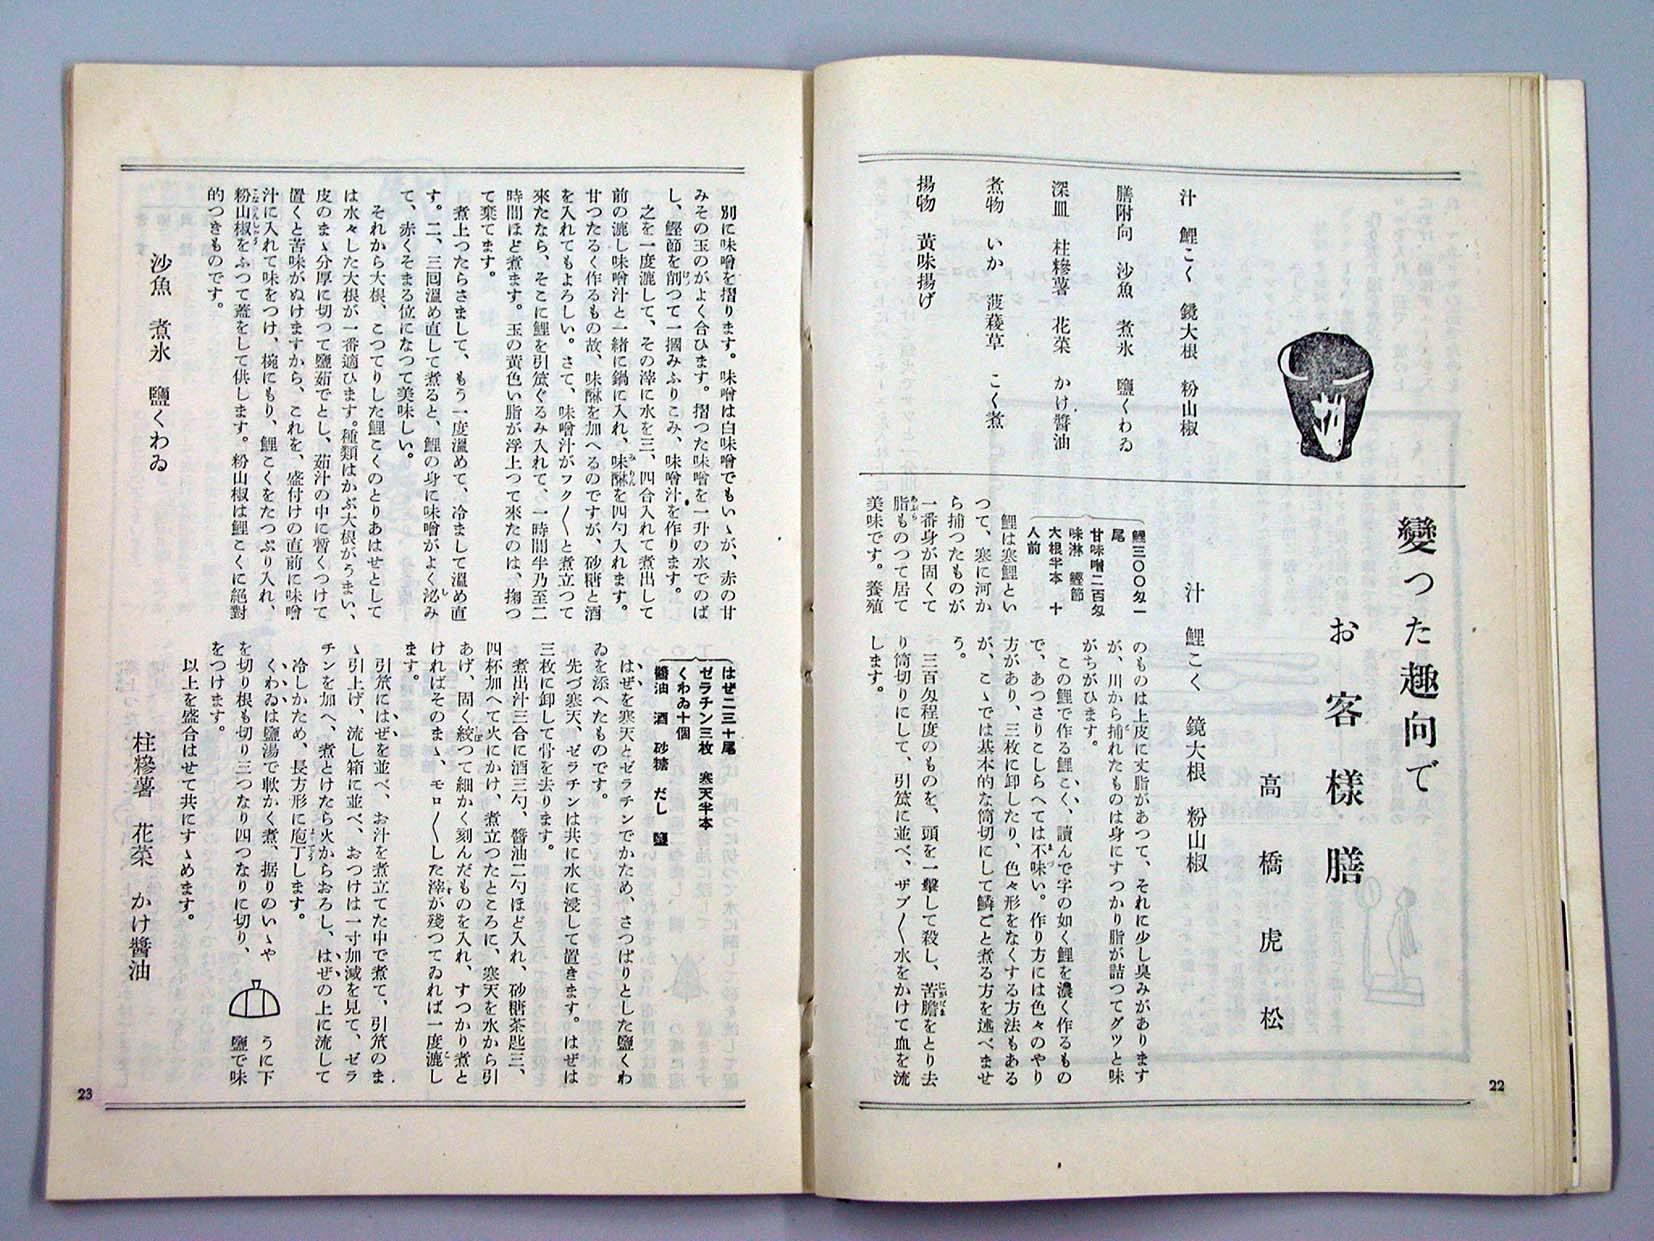 變った趣向で
お客樣膳
高橋虎松
汁 鯉こく 鏡大根 粉山椒
膳附向 沙魚 煮氷 鹽くわゐ
深皿 柱糝薯 花菜 かけ醬油
煮物 いか 菠薐草 こく煮
揚物 黃味揚げ
汁 鯉こく 鏡大根 粉山椒
鯉三〇〇匁一
尾
甘味噌二百匁
味淋 鰹節
大根半本 十
人前
鯉は寒鯉とい
つて、寒に河か
ら捕つたものが
一番身が固くて
脂ものつて居て
美味です。養殖
のものは上皮に丈脂があつて、それに少し臭みがあります
が、川から捕れたものは身にすつかり脂が詰つてグッと味
がちがひます。
この鯉で作る鯉こく、讀んで字の如く鯉を濃く作るもの
で、あつさりこしらへては不味い。作り方には色々のやり
方があり、三枚に卸したり、色々形をなくする方法もある
が、こゝでは基本的な筒切にして鱗ごと煮る方を述べませ
う。
三百匁程度のものを、頭を一擊して殺し、苦膽をとり去
り筒切りにして、引笊に並べ、ザブ〳〵水をかけて血を流
します。
22
別に味噌を摺ります。味噌は白味噌でもいゝが、赤の甘
みその玉のがよく合ひます。摺つた味噌を一升の水でのば
し、鰹節を削つて一摑みふりこみ、味噌汁を作ります。
之を一度漉して、その滓に水を三、四合入れて煮出して
前の漉し味噌汁と一緖に鍋に入れ、味醂を四勺入れます。
甘つたるく作るもの故、味醂を加へるのですが、砂糖と酒
を入れてもよろしい。さて、味噌汁がフク〳〵と煮立つて
來たなら、そこに鯉を引笊ぐるみ入れて、一時間半乃至二
時間ほど煮ます。玉の黃色い脂が浮上つて來たのは、掬つ
て棄てます。
煮上つたらさまして、もう一度溫めて、冷まして溫め直
す。二、三囘溫め直して煮ると、鯉の身に味噌がよく泌み
て、赤くそまる位になつて美味しい。
それから大根、こつてりした鯉こくのとりあはせとして
は水々した大根が一番適ひます。種類はかぶ大根がうまい、
皮のまゝ分厚に切つて鹽茹でとし、茹汁の中に暫くつけて
置くと苦味がぬけますから、これを、盛付けの直前に味噌
汁に入れて味をつけ、椀にもり、鯉こくをたつぷり入れ、
粉山椒をふつて蓋をして供します。粉山椒は鯉こくに絕對
的つきものです。
沙魚 煮氷 鹽くわゐ
はぜ二三十尾
ゼラチン三枚 寒天半本
くわゐ十個
醬油 酒 砂糖 だし 鹽
はぜを寒天とゼラチンでかため、さつぱりとした鹽くわ
ゐを添へたものです。
先づ寒天、ゼラチンは共に水に浸して置きます。はぜは
三枚に卸して骨を去ります。
煮出汁三合に酒三勺、醬油二勺ほど入れ、砂糖茶匙三、
四杯加へて火にかけ、煮立つたところに、寒天を水から引
あげ、固く絞つて細かく刻んだものを入れ、すつかり煮と
ければそのまゝ、モロ〳〵した滓が殘つてゐれば一度漉し
ます。
引笊にはぜを並べ、お汁を煮立てた中で煮て、引笊のま
ゝ引上げ、流し箱に並べ、おつけは一寸加減を見て、ゼラ
チンを加へ、煮とけたら火からおろし、はぜの上に流して
冷しかため、長方形に庖丁します。
くわゐは鹽湯で軟かく煮、据りのいゝや うに下
を切り根も切り三つなり四つなりに切り、 鹽で味
をつけます。
以上を盛合はせて共にすゝめます。
柱糝薯 花菜 かけ醬油
23